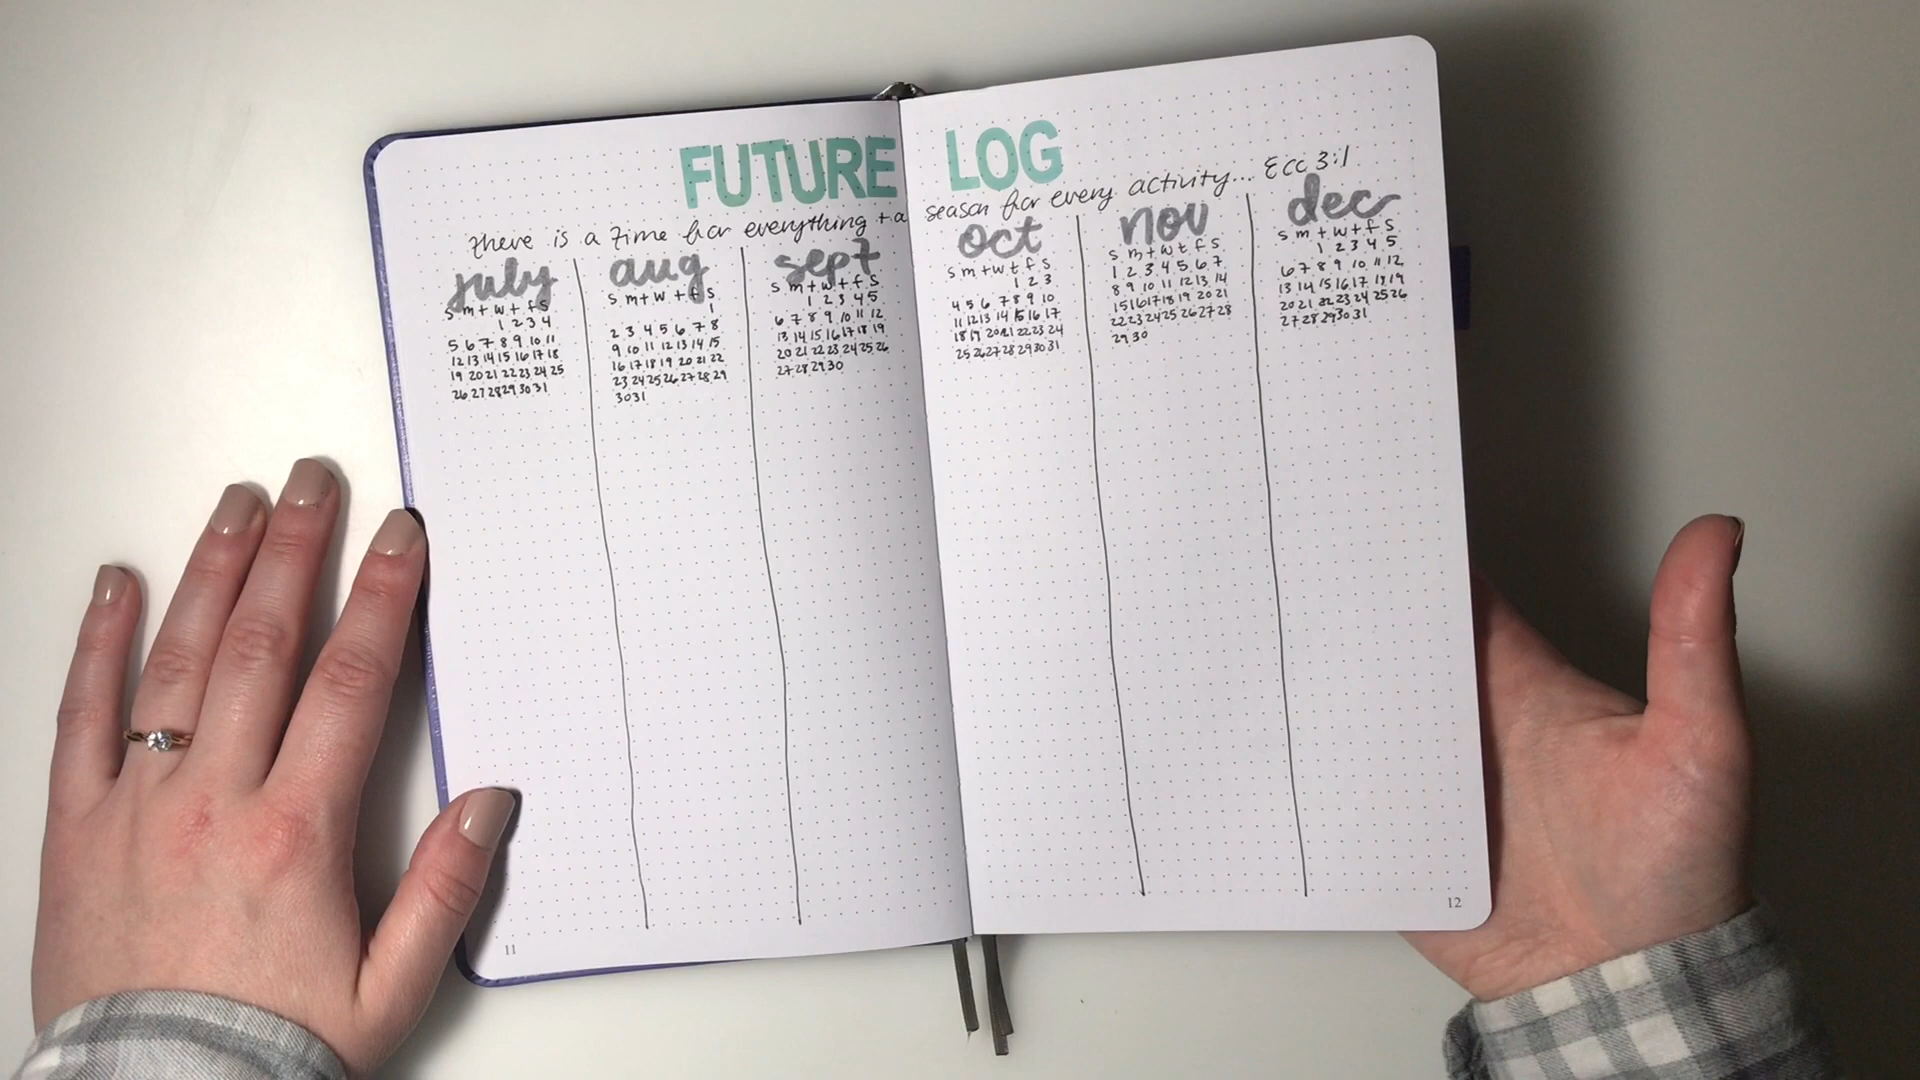 FUTURE LOG
there is a time for everything + a season for every activity... Ecc 3:1
july
s m t w t f s
1 2 3 4
5 6 7 8 9 10 11
12 13 14 15 16 17 18
19 20 21 22 23 24 25
26 27 28 29 30 31
aug
s m t w t f s
1
2 3 4 5 6 7 8
9 10 11 12 13 14 15
16 17 18 19 20 21 22
23 24 25 26 27 28 29
30 31
sept
s m t w t f s
1 2 3 4 5
6 7 8 9 10 11 12
13 14 15 16 17 18 19
20 21 22 23 24 25 26
27 28 29 30
11
oct
s m t w t f s
1 2 3
4 5 6 7 8 9 10
11 12 13 14 15 16 17
18 19 20 21 22 23 24
25 26 27 28 29 30 31
nov
s m t w t f s
1 2 3 4 5 6 7
8 9 10 11 12 13 14
15 16 17 18 19 20 21
22 23 24 25 26 27 28
29 30
dec
s m t w t f s
1 2 3 4 5
6 7 8 9 10 11 12
13 14 15 16 17 18 19
20 21 22 23 24 25 26
27 28 29 30 31
12